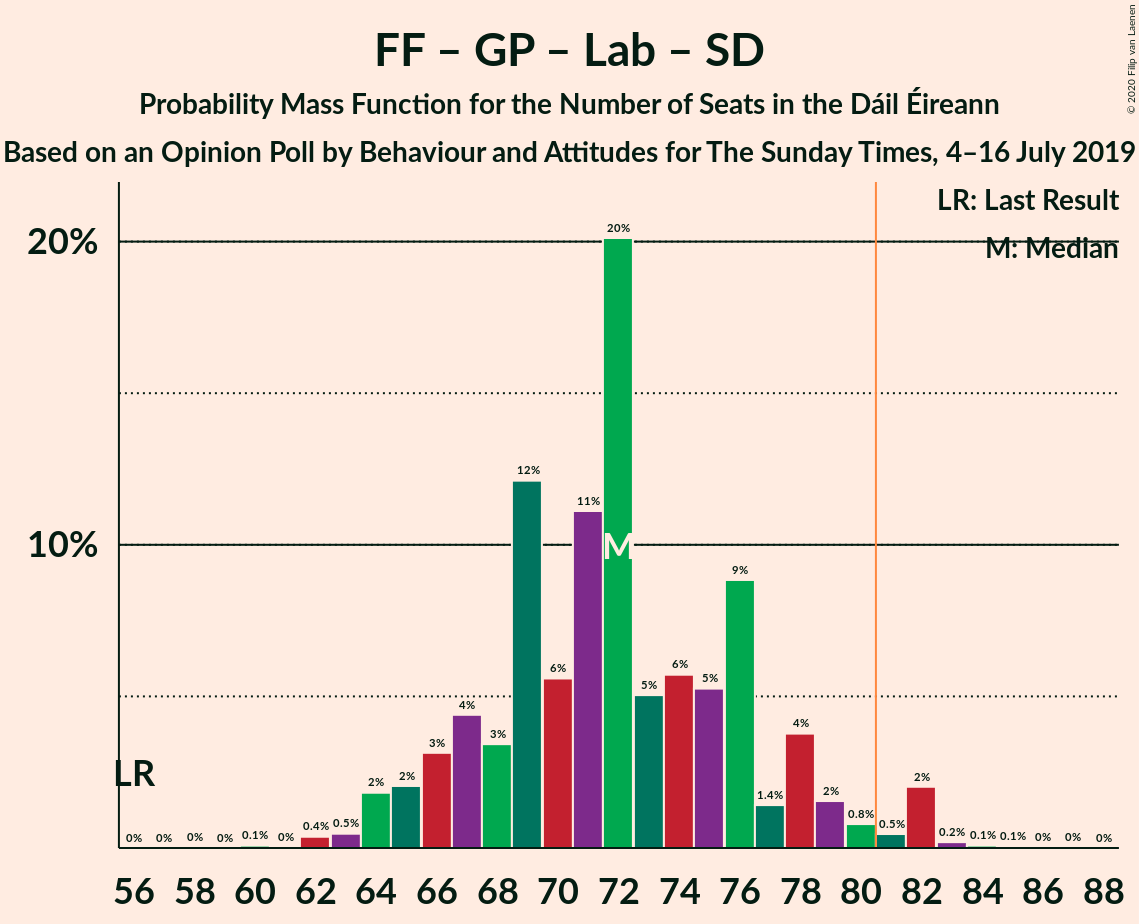 FF – GP – Lab – SD
Probability Mass Function for the Number of Seats in the Dáil Éireann
Based on an Opinion Poll by Behaviour and Attitudes for The Sunday Times, 4–16 July 2019
© 2020 Filip van Laenen
LR: Last Result
M: Median
20%
10%
LR
M
0% 0% 0% 0% 0.1% 0% 0.4% 0.5% 2% 2% 3% 4% 3% 12% 6% 11% 20% 5% 6% 5% 9% 1.4% 4% 2% 0.8% 0.5% 2% 0.2% 0.1% 0.1% 0% 0% 0%
56 58 60 62 64 66 68 70 72 74 76 78 80 82 84 86 88